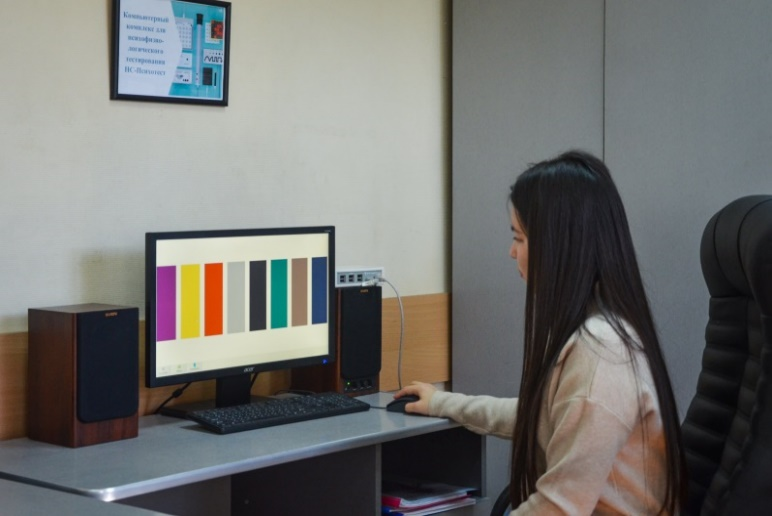 Компьютерный
комплекс для
психофизио-
логического
тестирования
НС-Психотест
acer